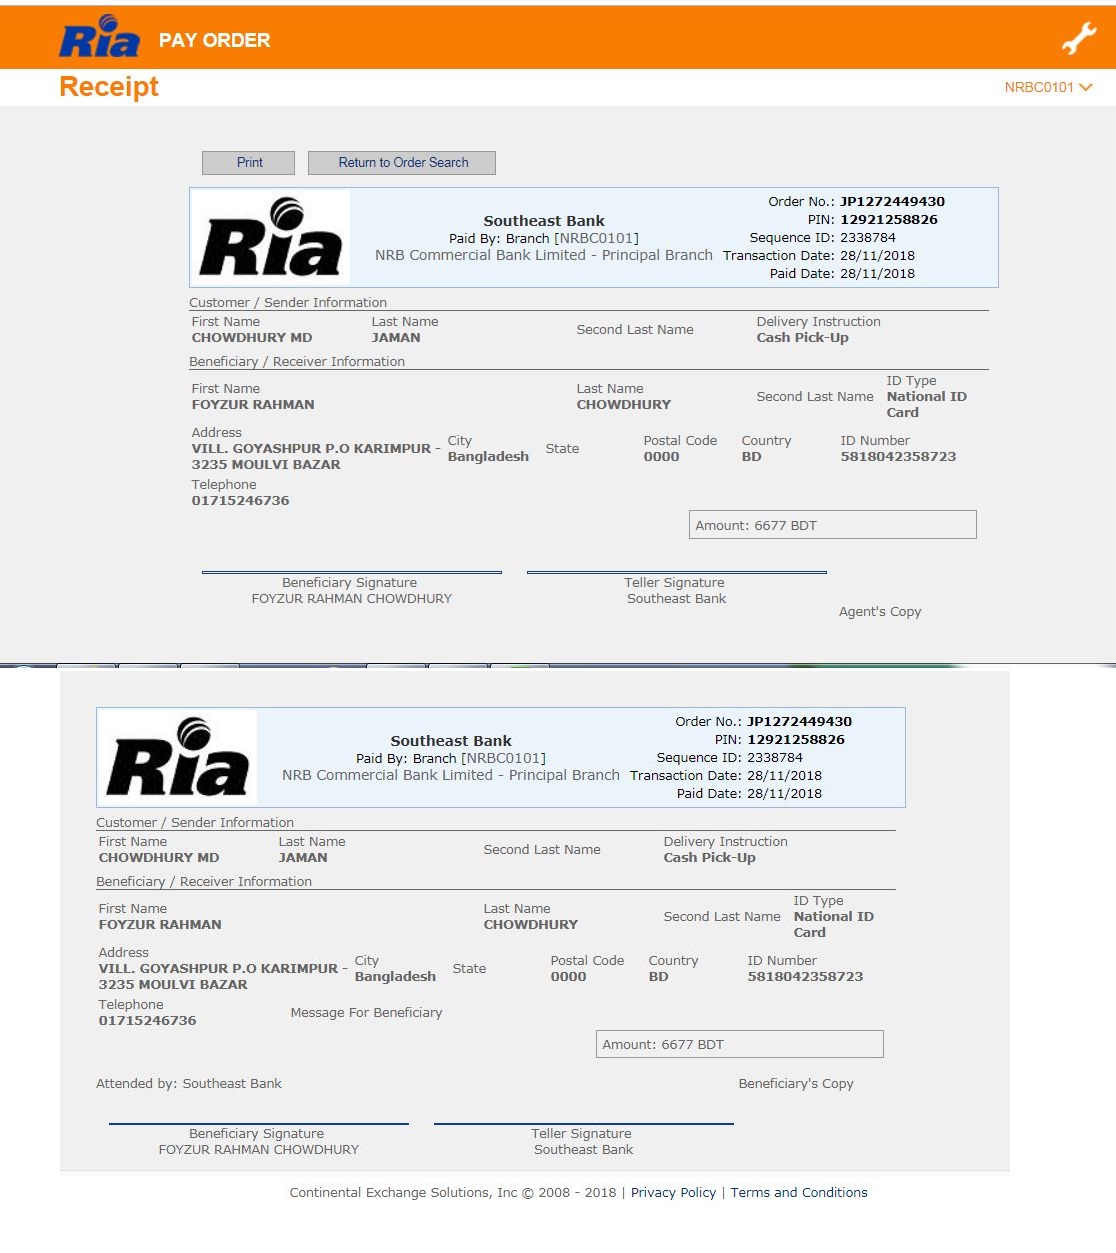 Ria PAY ORDER
Receipt
NRBC0101
Print Return to Order Search
Ria
Southeast Bank
Paid By: Branch [NRBC0101]
NRB Commercial Bank Limited - Principal Branch
Order No.: JP1272449430
PIN: 12921258826
Sequence ID: 2338784
Transaction Date: 28/11/2018
Paid Date: 28/11/2018
Customer / Sender Information
First Name Last Name Second Last Name Delivery Instruction
CHOWDHURY MD JAMAN Cash Pick-Up
Beneficiary / Receiver Information
First Name Last Name Second Last Name ID Type
FOYZUR RAHMAN CHOWDHURY National ID
Card
Address City State Postal Code Country ID Number
VILL. GOYASHPUR P.O KARIMPUR - Bangladesh 0000 BD 5818042358723
3235 MOULVI BAZAR
Telephone
01715246736
Amount: 6677 BDT
Beneficiary Signature Teller Signature
FOYZUR RAHMAN CHOWDHURY Southeast Bank
Agent's Copy
Ria
Southeast Bank
Paid By: Branch [NRBC0101]
NRB Commercial Bank Limited - Principal Branch
Order No.: JP1272449430
PIN: 12921258826
Sequence ID: 2338784
Transaction Date: 28/11/2018
Paid Date: 28/11/2018
Customer / Sender Information
First Name Last Name Second Last Name Delivery Instruction
CHOWDHURY MD JAMAN Cash Pick-Up
Beneficiary / Receiver Information
First Name Last Name Second Last Name ID Type
FOYZUR RAHMAN CHOWDHURY National ID
Card
Address City State Postal Code Country ID Number
VILL. GOYASHPUR P.O KARIMPUR - Bangladesh 0000 BD 5818042358723
3235 MOULVI BAZAR
Telephone Message For Beneficiary
01715246736
Amount: 6677 BDT
Attended by: Southeast Bank Beneficiary's Copy
Beneficiary Signature Teller Signature
FOYZUR RAHMAN CHOWDHURY Southeast Bank
Continental Exchange Solutions, Inc © 2008 - 2018 | Privacy Policy | Terms and Conditions